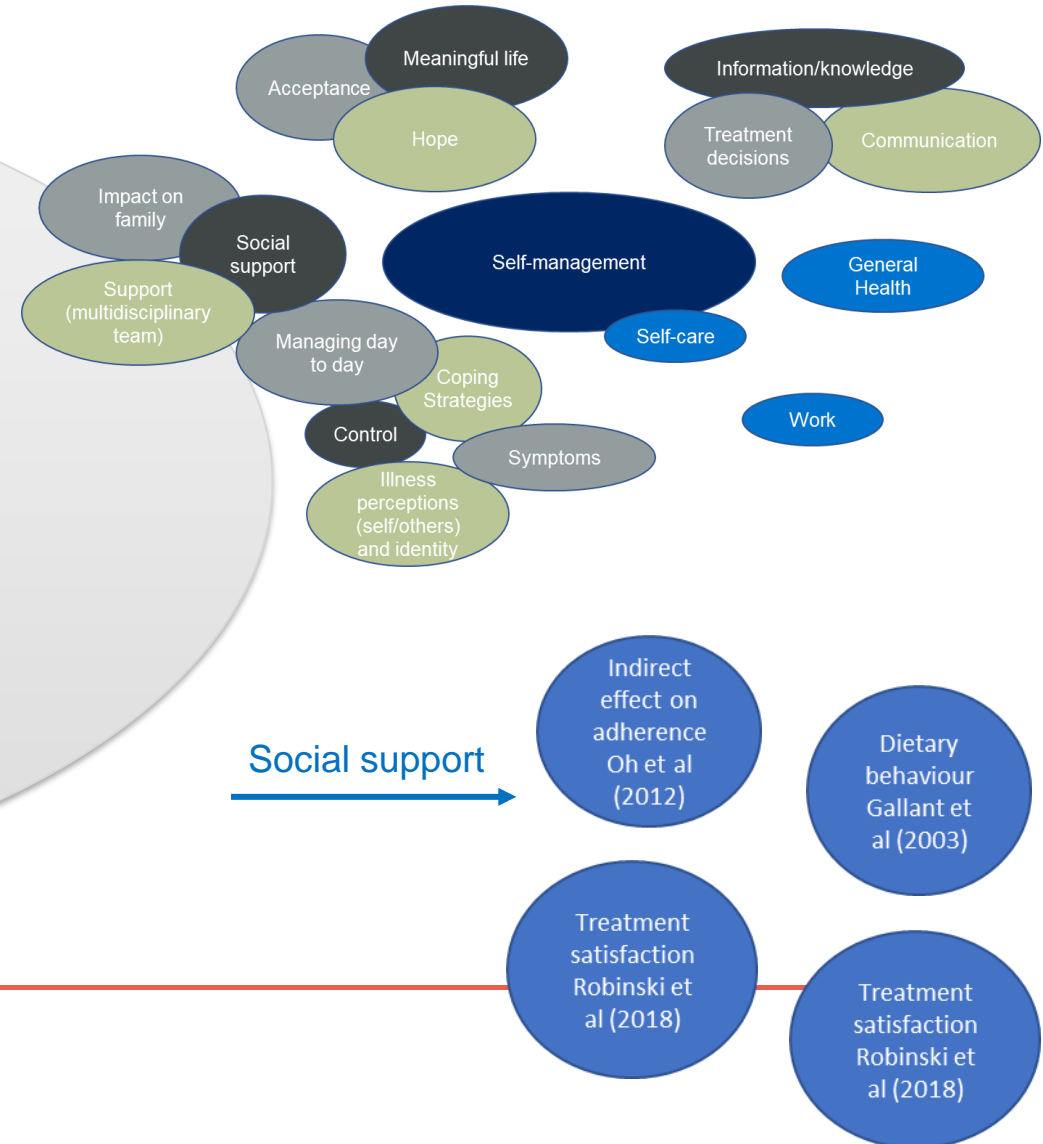 Meaningful life
Acceptance
Hope
Information/knowledge
Treatment
decisions
Communication
Impact on
family
Social
support
Support
(multidisciplinary
team)
Self-management
General
Health
Self-care
Managing day
to day
Coping
Strategies
Control
Work
Symptoms
Illness
perceptions
(self/others)
and identity
Social support
Indirect
effect on
adherence
Oh et al
(2012)
Dietary
behaviour
Gallant et
al (2003)
Treatment
satisfaction
Robinski et
al (2018)
Treatment
satisfaction
Robinski et
al (2018)